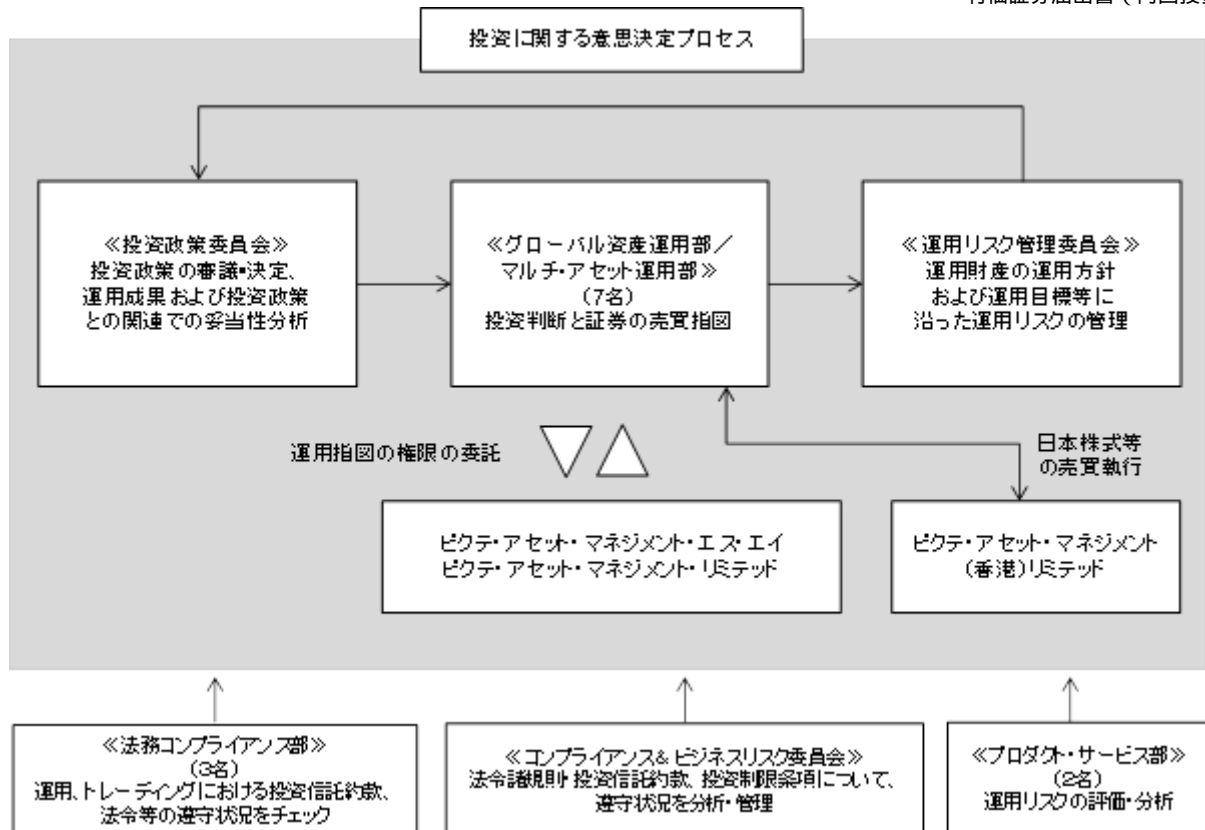 投資に関する意思決定プロセス
≪投資政策委員会≫
投資政策の審議・決定、
運用成果および投資政策
との関連での妥当性分析
≪グローバル資産運用部／
マルチ・アセット運用部≫
(7名)
投資判断と証券の売買指図
≪運用リスク管理委員会≫
運用財産の運用方針
および運用目標等に
沿った運用リスクの管理
運用指図の権限の委託
日本株式等
の売買執行
ピクテ・アセット・マネジメント・エス・エイ
ピクテ・アセット・マネジメント・リミテッド
ピクテ・アセット・マネジメント
(香港)リミテッド
≪法務コンプライアンス部≫
(3名)
運用、トレーディングにおける投資信託約款、
法令等の遵守状況をチェック
≪コンプライアンス&ビジネスリスク委員会≫
法令諸規則・投資信託約款、投資制限条項について、
遵守状況を分析・管理
≪プロダクト・サービス部≫
(2名)
運用リスクの評価・分析